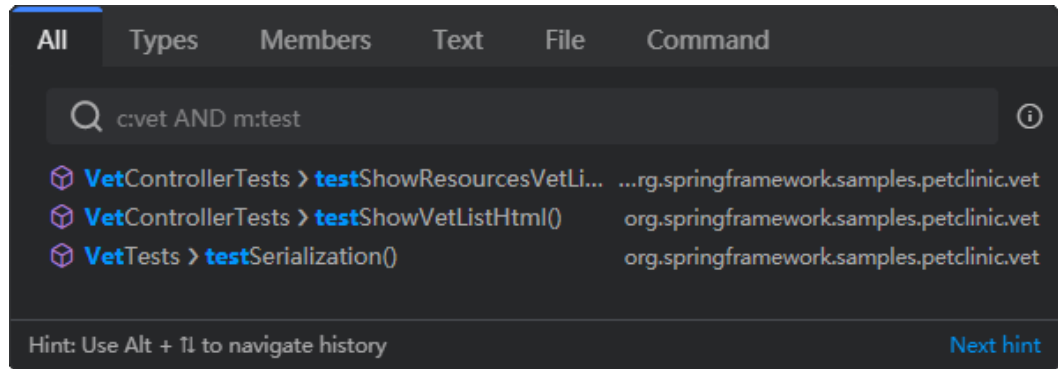 All Types Members Text File Command
c:vet AND m:test
VetControllerTests ❯ testShowResourcesVetLi... ...rg.springframework.samples.petclinic.vet
VetControllerTests ❯ testShowVetListHtml() org.springframework.samples.petclinic.vet
VetTests ❯ testSerialization() org.springframework.samples.petclinic.vet
Hint: Use Alt + ⇅ to navigate history Next hint